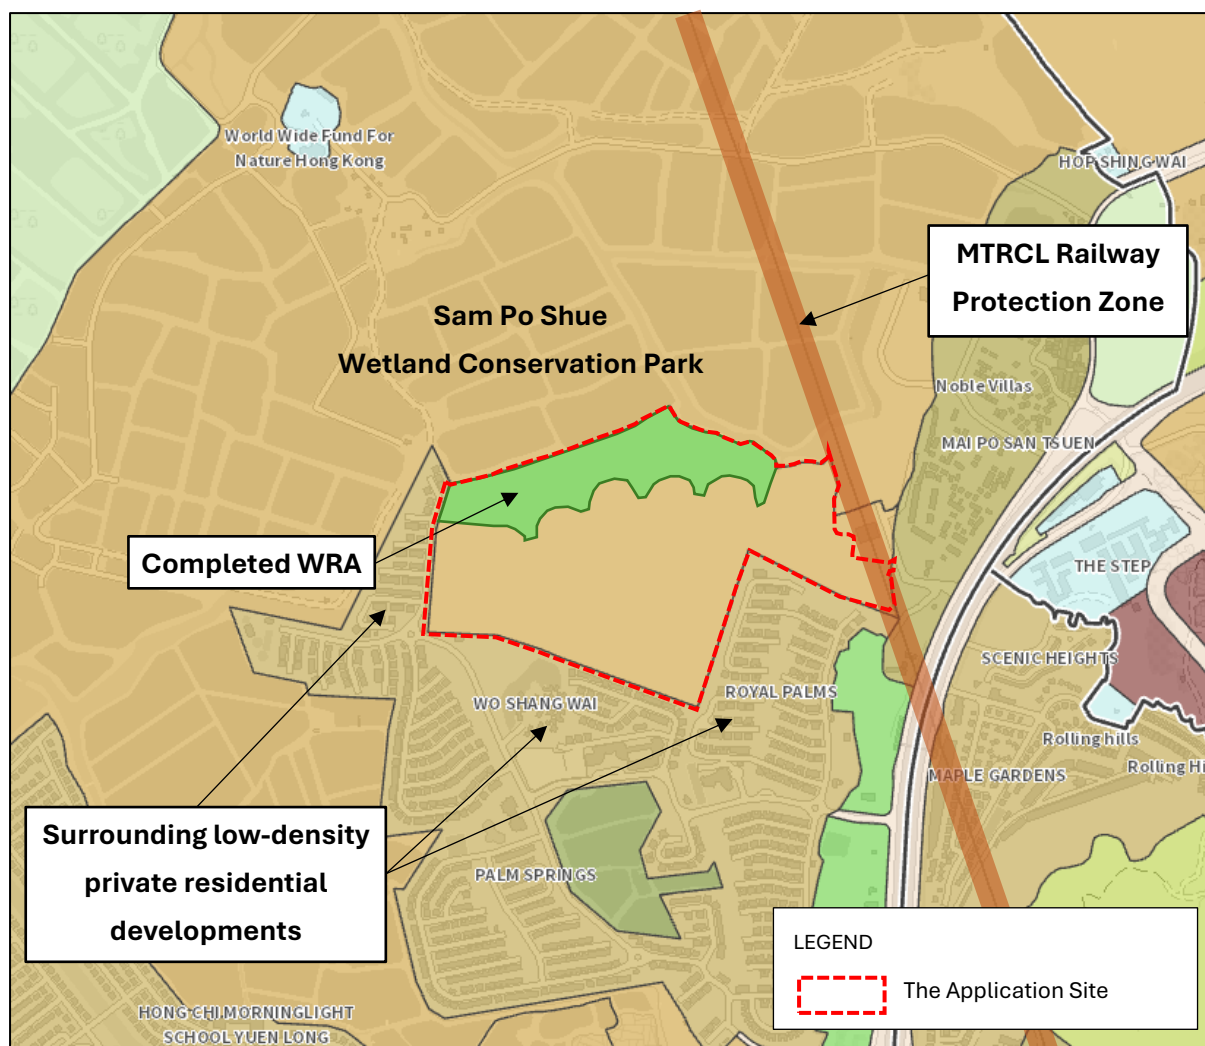 World Wide Fund For
Nature Hong Kong
HOP SHING WAI
MTRCL Railway
Protection Zone
Sam Po Shue
Wetland Conservation Park
Noble Villas
MAI PO SAN TSUEN
Completed WRA
THE STEP
SCENIC HEIGHTS
ROYAL PALMS
WO SHANG WAI
Rolling hills
Rolling Hi
MAPLE GARDENS
Surrounding low-density
private residential
developments
PALM SPRINGS
LEGEND
The Application Site
HONG CHI MORNINGLIGHT
SCHOOL YUEN LONG